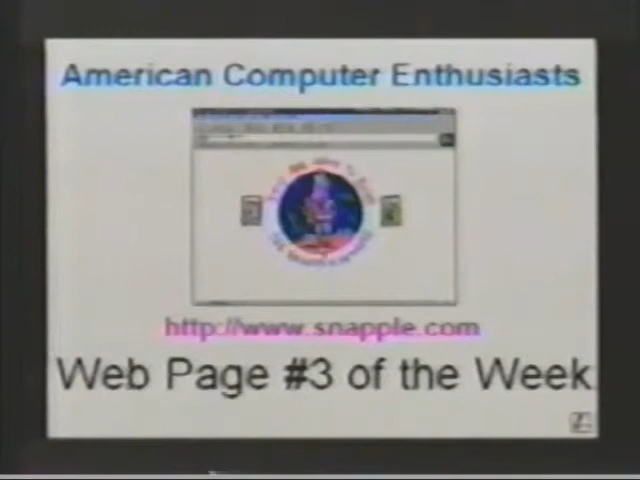 American Computer Enthusiasts
http://www.snapple.com
Web Page #3 of the Week